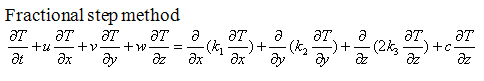 Fractional step method
∂T/∂t + u ∂T/∂x + v ∂T/∂y + w ∂T/∂z = ∂/∂x (k₁ ∂T/∂x) + ∂/∂y (k₂ ∂T/∂y) + ∂/∂z (2k₃ ∂T/∂z) + c ∂T/∂z